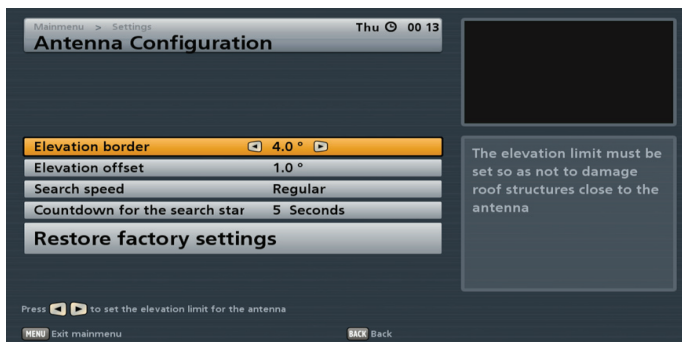 Mainmenu > Settings
Antenna Configuration
Thu 00 13
Elevation border 4.0 °
Elevation offset 1.0 °
Search speed Regular
Countdown for the search star 5 Seconds
Restore factory settings
The elevation limit must be
set so as not to damage
roof structures close to the
antenna
Press to set the elevation limit for the antenna
MENU Exit mainmenu
BACK Back